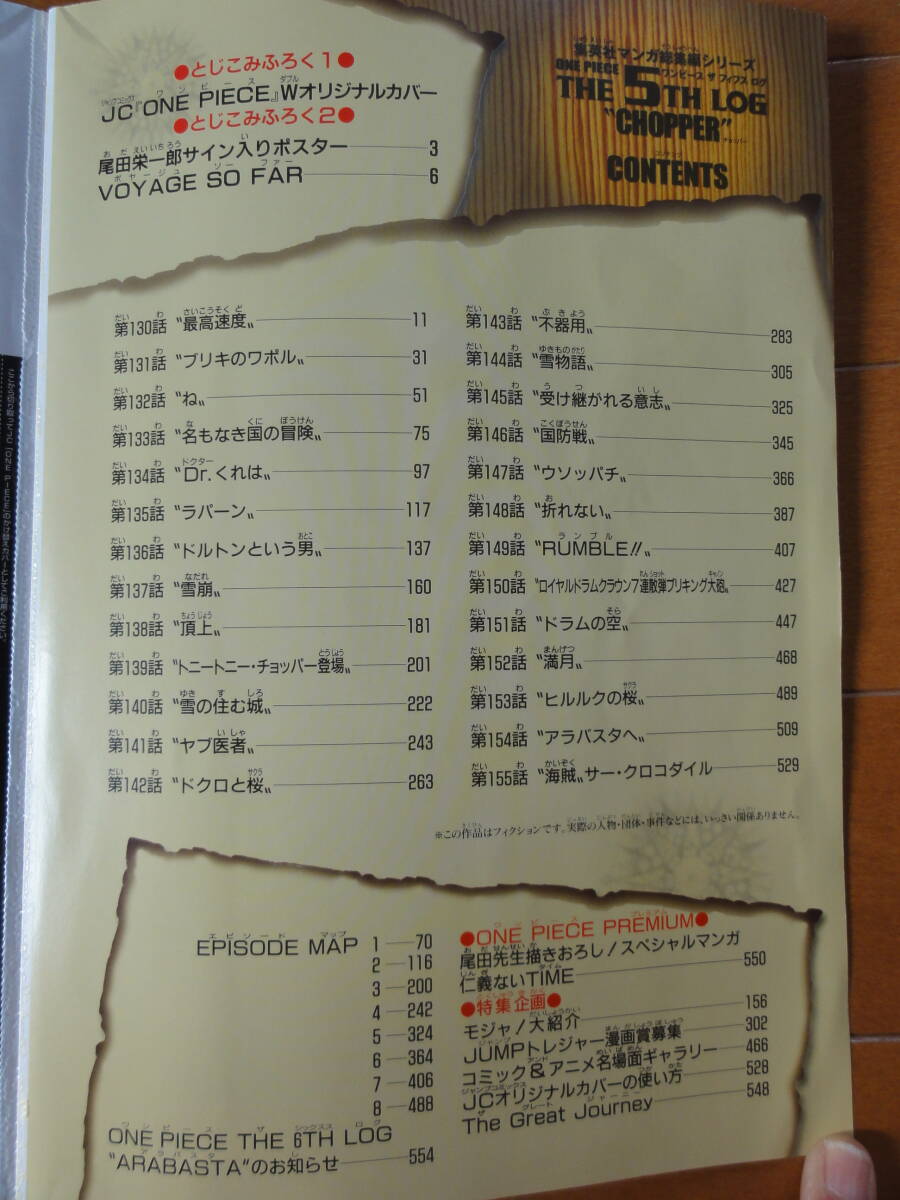 集英社マンガ総集編シリーズ
ONE PIECE ワンピース ザ フィフス ログ
THE 5TH LOG
"CHOPPER"
チョッパー
CONTENTS
●とじこみふろく1●
JC『ONE PIECE』Wオリジナルカバー
●とじこみふろく2●
尾田栄一郎サイン入りポスター 3
VOYAGE SO FAR 6
第130話 〝最高速度〟 11
第131話 〝ブリキのワポル〟 31
第132話 〝ね〟 51
第133話 〝名もなき国の冒険〟 75
第134話 〝Dr.くれは〟 97
第135話 〝ラパーン〟 117
第136話 〝ドルトンという男〟 137
第137話 〝雪崩〟 160
第138話 〝頂上〟 181
第139話 〝トニートニー・チョッパー登場〟 201
第140話 〝雪の住む城〟 222
第141話 〝ヤブ医者〟 243
第142話 〝ドクロと桜〟 263
第143話 〝不器用〟 283
第144話 〝雪物語〟 305
第145話 〝受け継がれる意志〟 325
第146話 〝国防戦〟 345
第147話 〝ウソッパチ〟 366
第148話 〝折れない〟 387
第149話 〝RUMBLE!!〟 407
第150話 〝ロイヤルドラムクラウン7連散弾ブリキング大砲〟 427
第151話 〝ドラムの空〟 447
第152話 〝満月〟 468
第153話 〝ヒルルクの桜〟 489
第154話 〝アラバスタへ〟 509
第155話 〝海賊〟サー・クロコダイル 529
※この作品はフィクションです。実際の人物・団体・事件などには、いっさい関係ありません。
EPISODE MAP 1 70
2 116
3 200
4 242
5 324
6 364
7 406
8 488
ONE PIECE THE 6TH LOG
"ARABASTA"のお知らせ 554
●ONE PIECE PREMIUM●
尾田先生描きおろし!スペシャルマンガ
仁義ないTIME 550
●特集企画●
モジャ!大紹介 156
JUMPトレジャー漫画賞募集 302
コミック&アニメ名場面ギャラリー 466
JCオリジナルカバーの使い方 528
The Great Journey 548